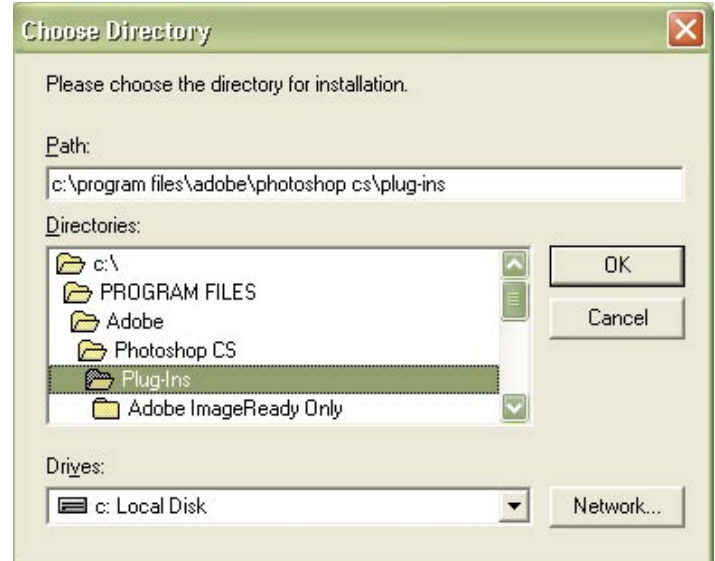 Choose Directory
Please choose the directory for installation.
Path:
c:\program files\adobe\photoshop cs\plug-ins
Directories:
c:\
OK
PROGRAM FILES
Adobe
Cancel
Photoshop CS
Plug-Ins
Adobe ImageReady Only
Drives:
c: Local Disk
Network...